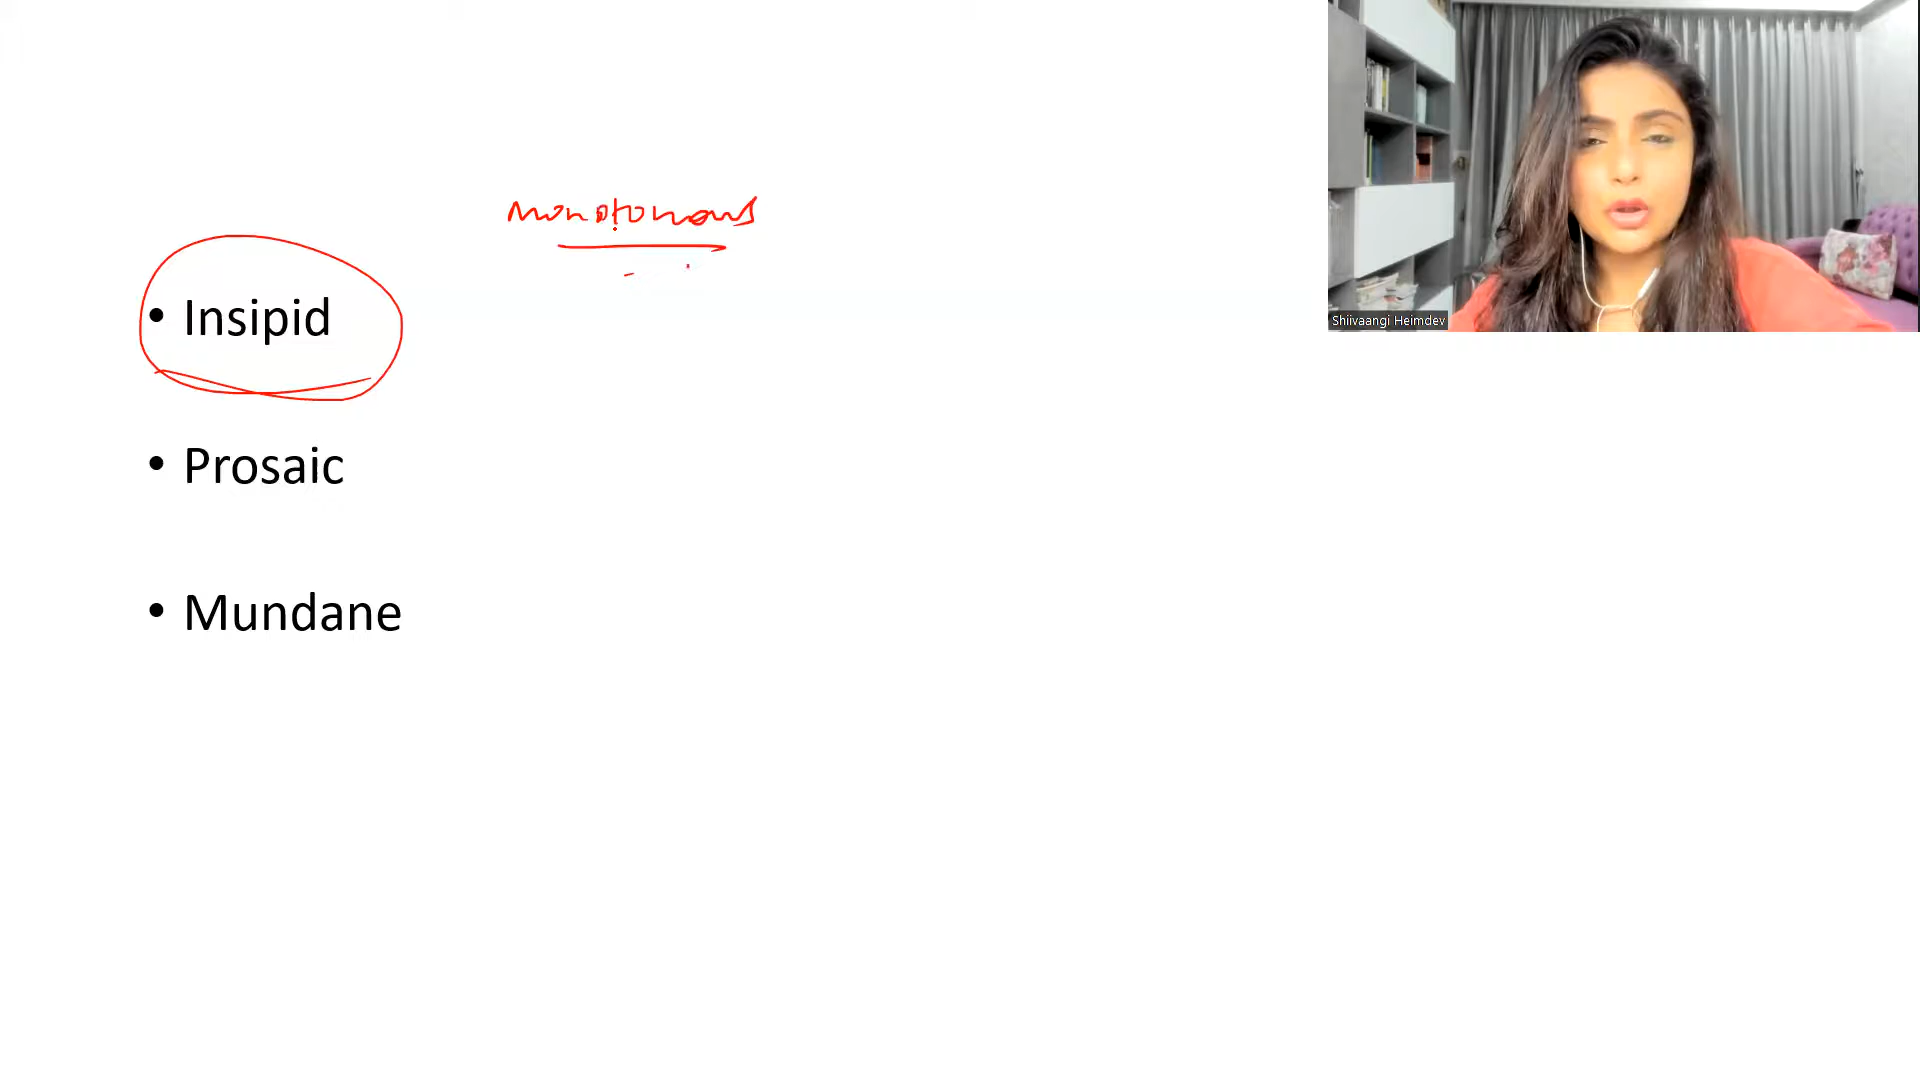 monotonous
• Insipid
• Prosaic
• Mundane
Shiivaangi Heimdev